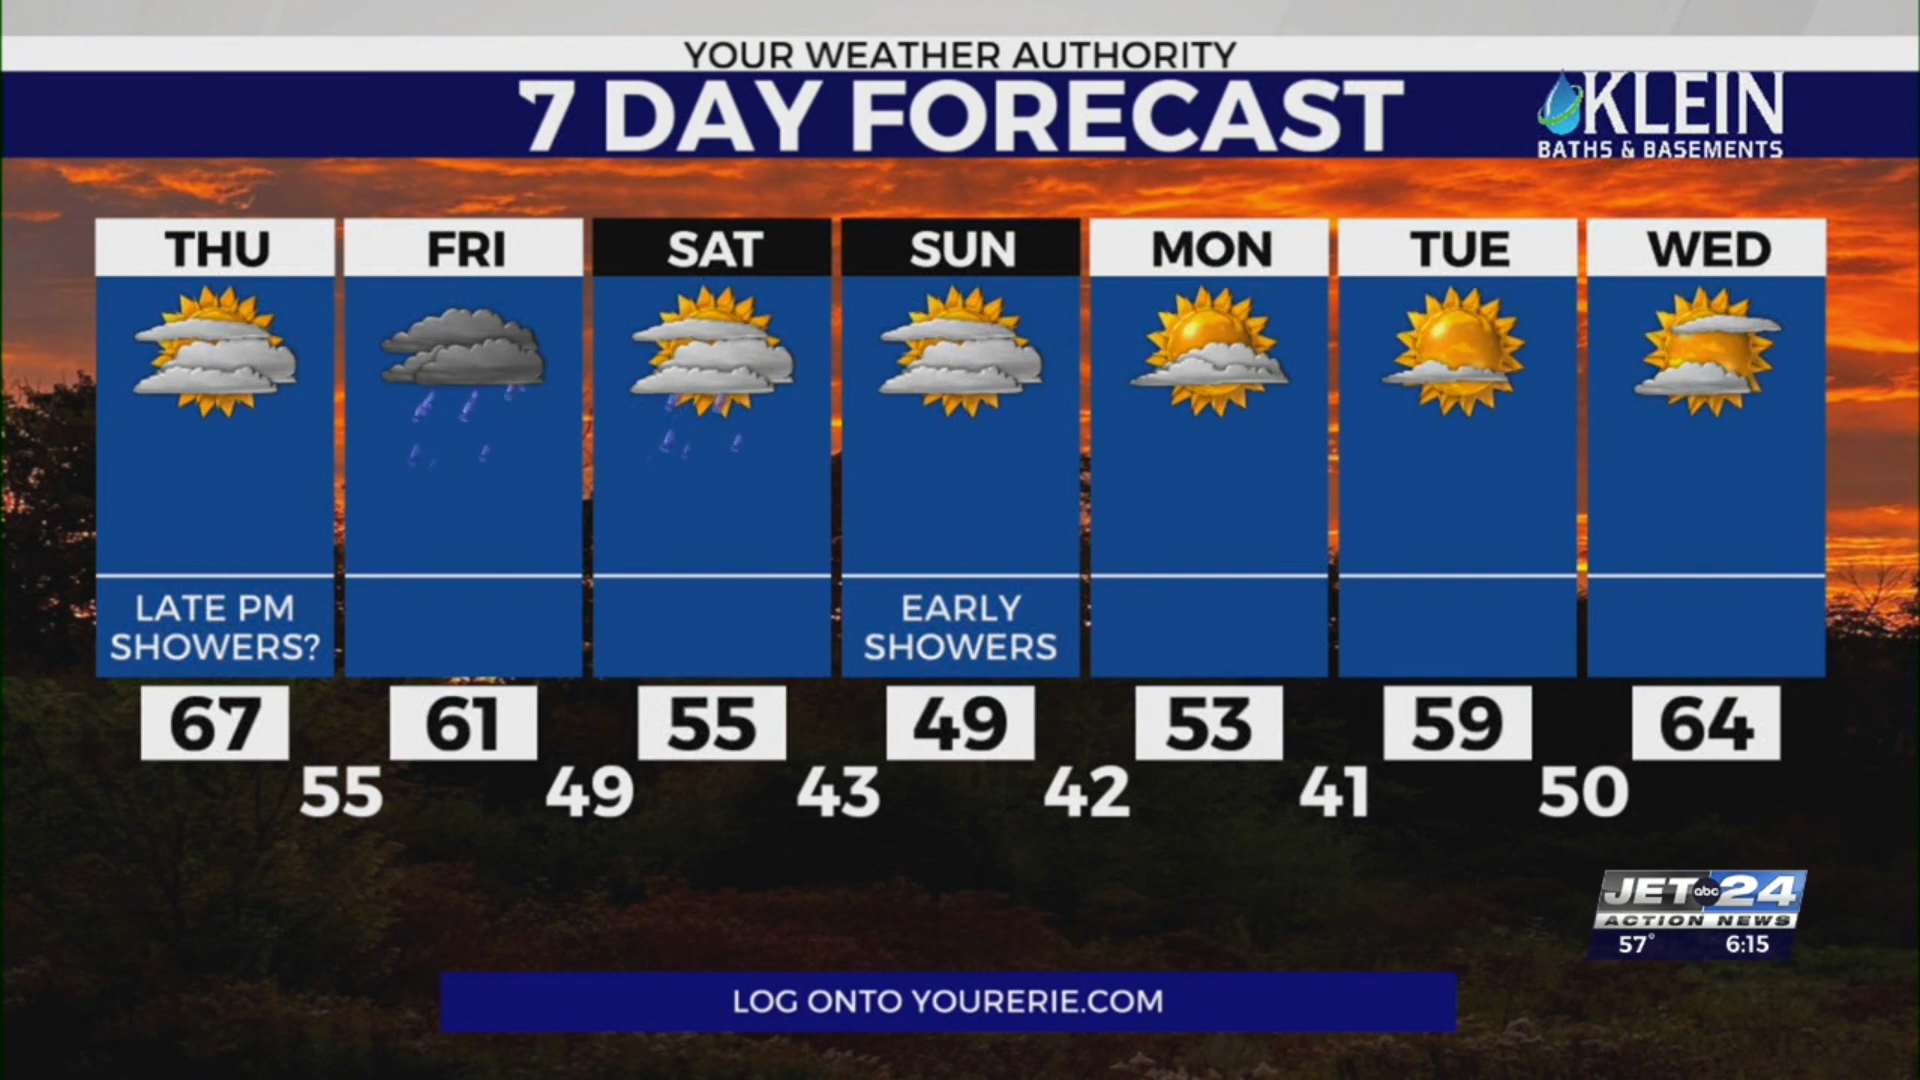 YOUR WEATHER AUTHORITY
7 DAY FORECAST
KLEIN
BATHS & BASEMENTS
THU FRI SAT SUN MON TUE WED
LATE PM
SHOWERS?
EARLY
SHOWERS
67 61 55 49 53 59 64
55 49 43 42 41 50
JET abc 24
ACTION NEWS
57° 6:15
LOG ONTO YOURERIE.COM